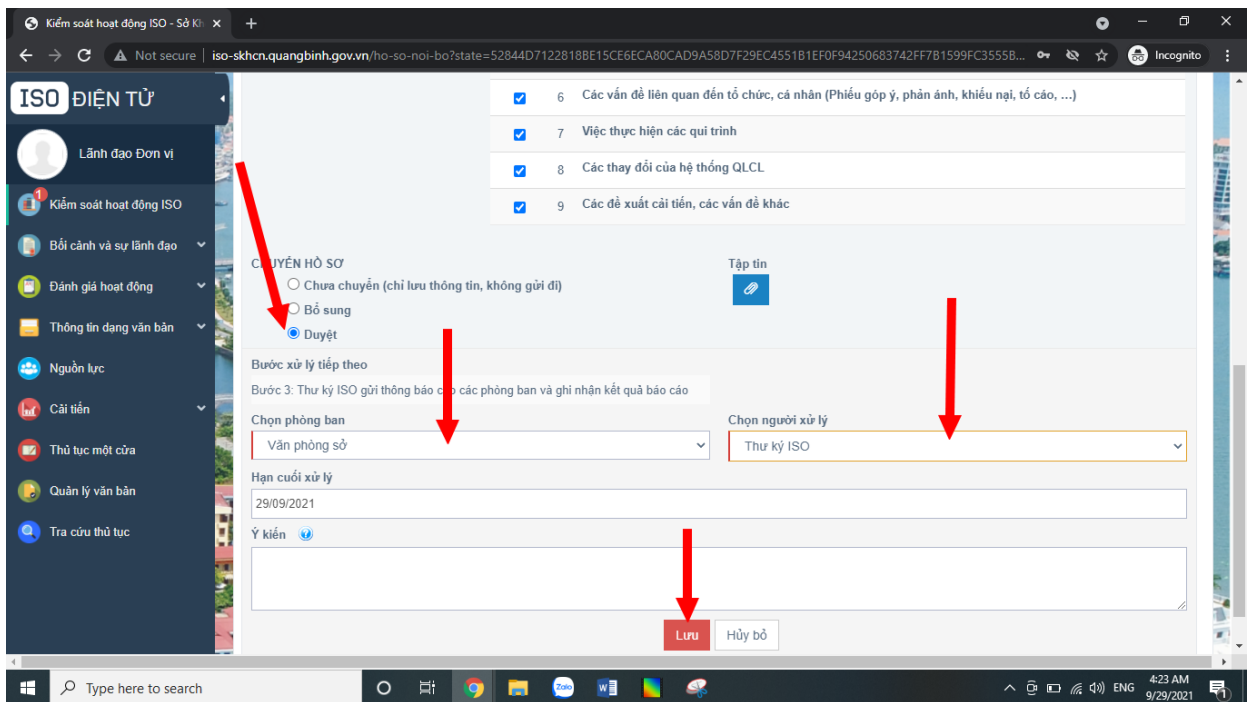 Kiểm soát hoạt động ISO - Sở Kh
Not secure | iso-skhcn.quangbinh.gov.vn/ho-so-noi-bo?state=52844D7122818BE15CE6ECA80CAD9A58D7F29EC4551B1EF0F94250683742FF7B1599FC3555B... Incognito
ISO ĐIỆN TỬ
Lãnh đạo Đơn vị
1
Kiểm soát hoạt động ISO
Bối cảnh và sự lãnh đạo
Đánh giá hoạt động
Thông tin dạng văn bản
Nguồn lực
Cải tiến
Thủ tục một cửa
Quản lý văn bản
Tra cứu thủ tục
6 Các vấn đề liên quan đến tổ chức, cá nhân (Phiếu góp ý, phản ánh, khiếu nại, tố cáo, ...)
7 Việc thực hiện các qui trình
8 Các thay đổi của hệ thống QLCL
9 Các đề xuất cải tiến, các vấn đề khác
CHUYỂN HỒ SƠ
Tập tin
Chưa chuyển (chỉ lưu thông tin, không gửi đi)
Bổ sung
Duyệt
Bước xử lý tiếp theo
Bước 3: Thư ký ISO gửi thông báo cho các phòng ban và ghi nhận kết quả báo cáo
Chọn phòng ban
Chọn người xử lý
Văn phòng sở
Thư ký ISO
Hạn cuối xử lý
29/09/2021
Ý kiến
Lưu
Hủy bỏ
Type here to search
Zalo
ENG
4:23 AM
9/29/2021
1